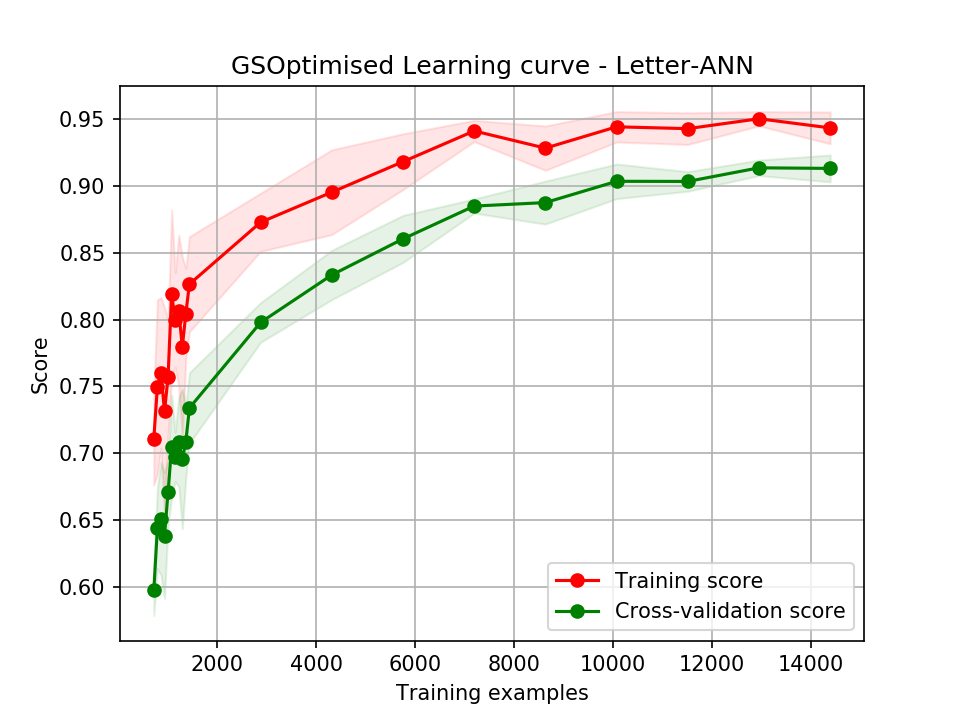 GSOptimised Learning curve - Letter-ANN
Score
0.95
0.90
0.85
0.80
0.75
0.70
0.65
0.60
Training score
Cross-validation score
2000 4000 6000 8000 10000 12000 14000
Training examples